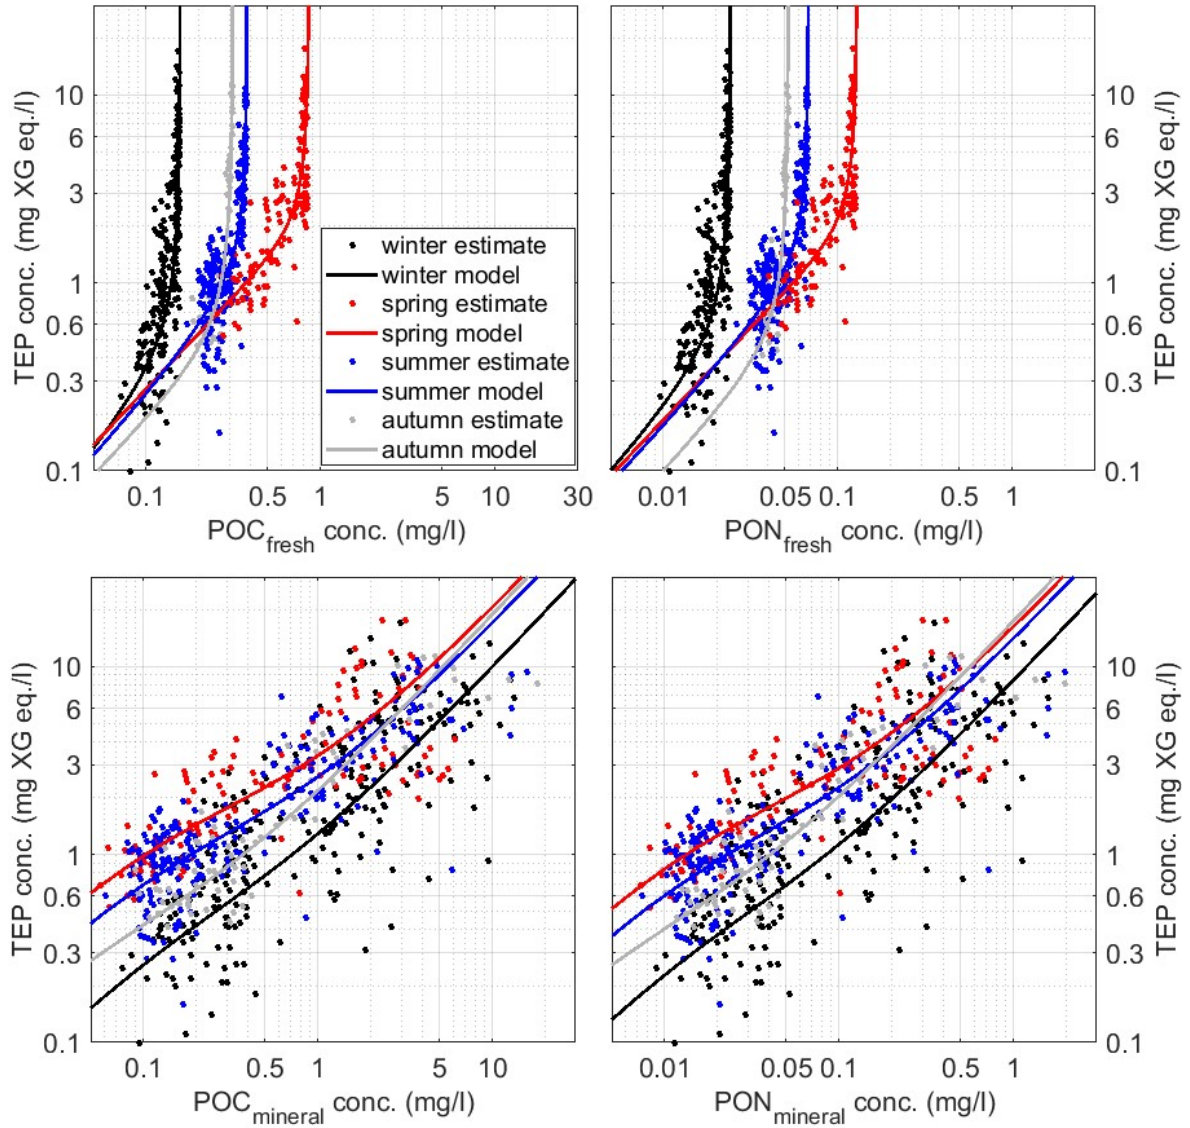 TEP conc. (mg XG eq./l)
10
6
3
1
0.6
0.3
0.1
0.1 0.5 1 5 10 30
POCfresh conc. (mg/l)
winter estimate
winter model
spring estimate
spring model
summer estimate
summer model
autumn estimate
autumn model
10
6
3
1
0.6
0.3
0.1
TEP conc. (mg XG eq./l)
0.01 0.05 0.1 0.5 1
PONfresh conc. (mg/l)
TEP conc. (mg XG eq./l)
10
6
3
1
0.6
0.3
0.1
0.1 0.5 1 5 10
POCmineral conc. (mg/l)
10
6
3
1
0.6
0.3
0.1
TEP conc. (mg XG eq./l)
0.01 0.05 0.1 0.5 1
PONmineral conc. (mg/l)